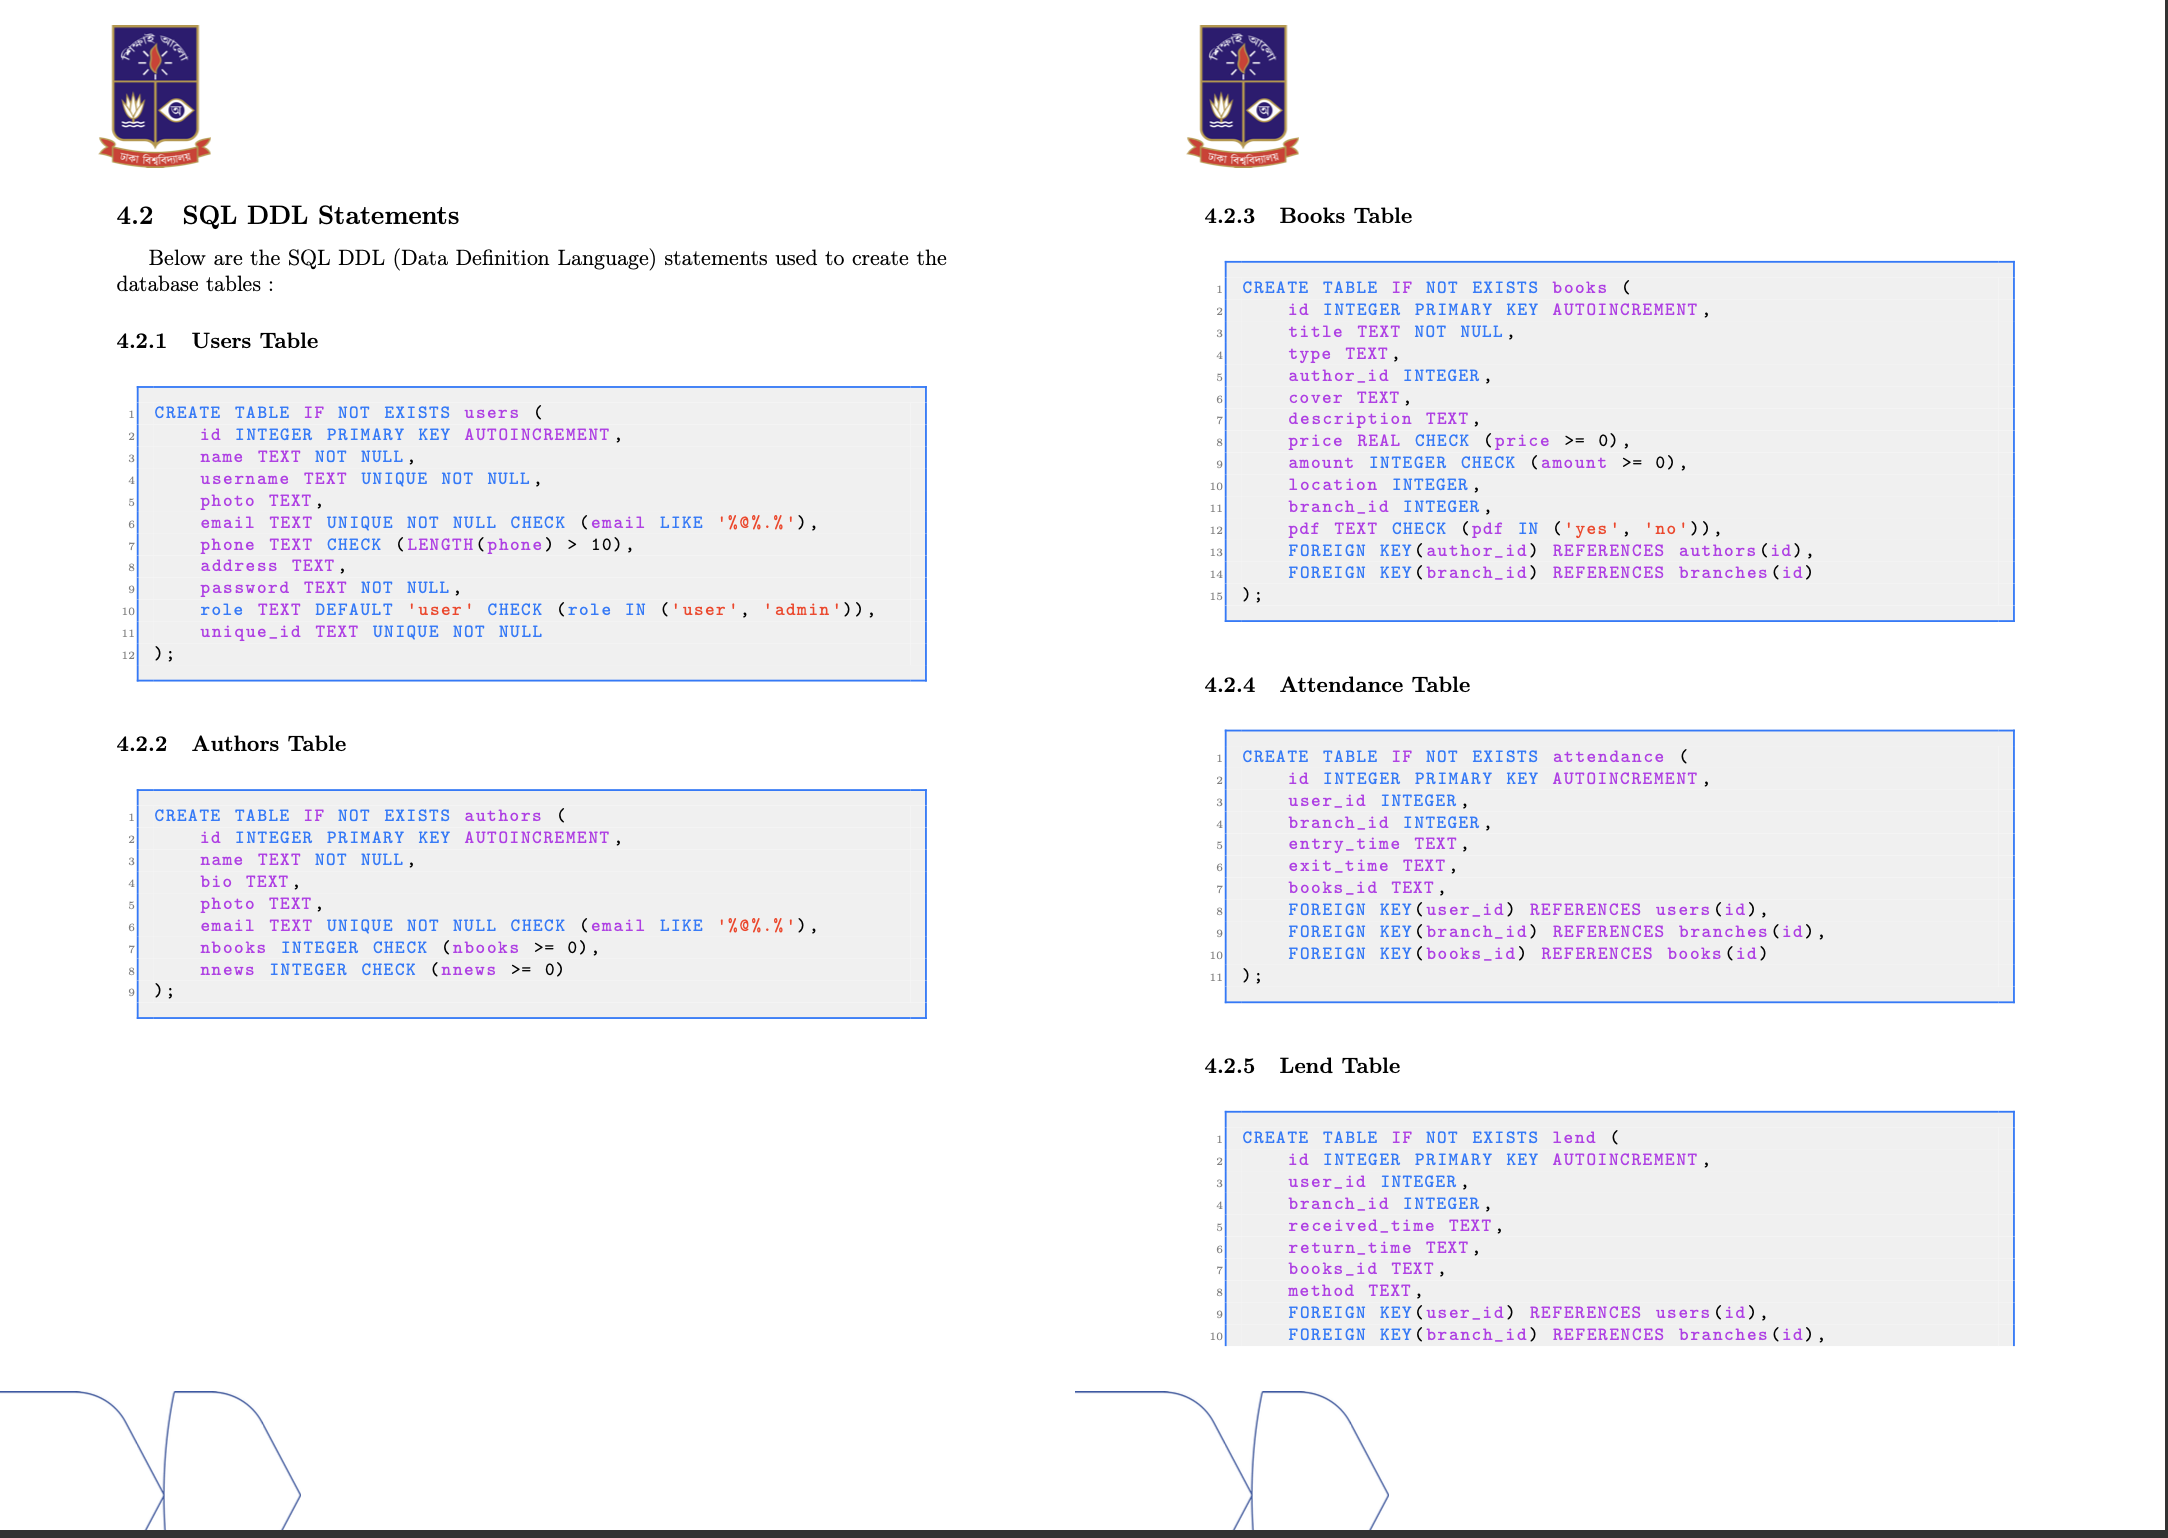 শিক্ষাই আলো
অ
ঢাকা বিশ্ববিদ্যালয়
4.2 SQL DDL Statements
Below are the SQL DDL (Data Definition Language) statements used to create the
database tables :
4.2.1 Users Table
1 CREATE TABLE IF NOT EXISTS users (
2 id INTEGER PRIMARY KEY AUTOINCREMENT,
3 name TEXT NOT NULL,
4 username TEXT UNIQUE NOT NULL,
5 photo TEXT,
6 email TEXT UNIQUE NOT NULL CHECK (email LIKE '%@%.%'),
7 phone TEXT CHECK (LENGTH(phone) > 10),
8 address TEXT,
9 password TEXT NOT NULL,
10 role TEXT DEFAULT 'user' CHECK (role IN ('user', 'admin')),
11 unique_id TEXT UNIQUE NOT NULL
12 );
4.2.2 Authors Table
1 CREATE TABLE IF NOT EXISTS authors (
2 id INTEGER PRIMARY KEY AUTOINCREMENT,
3 name TEXT NOT NULL,
4 bio TEXT,
5 photo TEXT,
6 email TEXT UNIQUE NOT NULL CHECK (email LIKE '%@%.%'),
7 nbooks INTEGER CHECK (nbooks >= 0),
8 nnews INTEGER CHECK (nnews >= 0)
9 );
শিক্ষাই আলো
অ
ঢাকা বিশ্ববিদ্যালয়
4.2.3 Books Table
1 CREATE TABLE IF NOT EXISTS books (
2 id INTEGER PRIMARY KEY AUTOINCREMENT,
3 title TEXT NOT NULL,
4 type TEXT,
5 author_id INTEGER,
6 cover TEXT,
7 description TEXT,
8 price REAL CHECK (price >= 0),
9 amount INTEGER CHECK (amount >= 0),
10 location INTEGER,
11 branch_id INTEGER,
12 pdf TEXT CHECK (pdf IN ('yes', 'no')),
13 FOREIGN KEY(author_id) REFERENCES authors(id),
14 FOREIGN KEY(branch_id) REFERENCES branches(id)
15 );
4.2.4 Attendance Table
1 CREATE TABLE IF NOT EXISTS attendance (
2 id INTEGER PRIMARY KEY AUTOINCREMENT,
3 user_id INTEGER,
4 branch_id INTEGER,
5 entry_time TEXT,
6 exit_time TEXT,
7 books_id TEXT,
8 FOREIGN KEY(user_id) REFERENCES users(id),
9 FOREIGN KEY(branch_id) REFERENCES branches(id),
10 FOREIGN KEY(books_id) REFERENCES books(id)
11 );
4.2.5 Lend Table
1 CREATE TABLE IF NOT EXISTS lend (
2 id INTEGER PRIMARY KEY AUTOINCREMENT,
3 user_id INTEGER,
4 branch_id INTEGER,
5 received_time TEXT,
6 return_time TEXT,
7 books_id TEXT,
8 method TEXT,
9 FOREIGN KEY(user_id) REFERENCES users(id),
10 FOREIGN KEY(branch_id) REFERENCES branches(id),